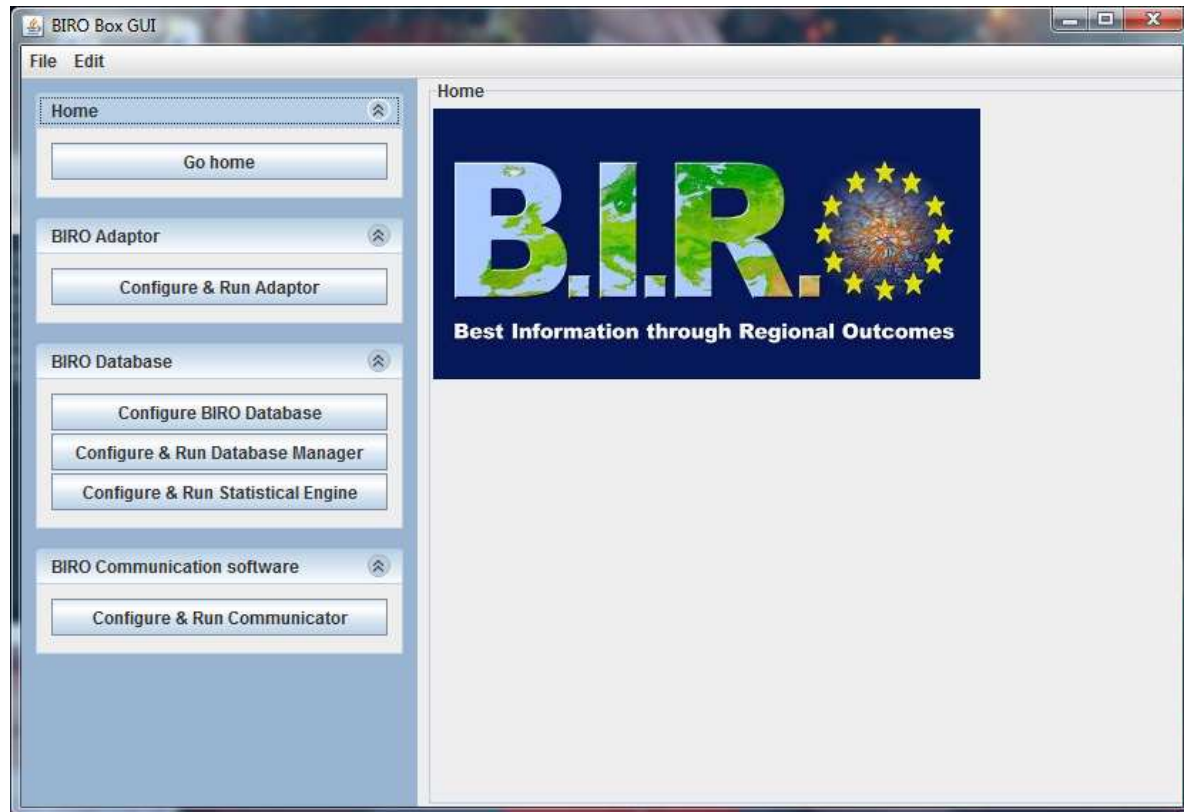 BIRO Box GUI
File Edit
Home
Go home
BIRO Adaptor
Configure & Run Adaptor
BIRO Database
Configure BIRO Database
Configure & Run Database Manager
Configure & Run Statistical Engine
BIRO Communication software
Configure & Run Communicator
Home
B.I.R.
Best Information through Regional Outcomes